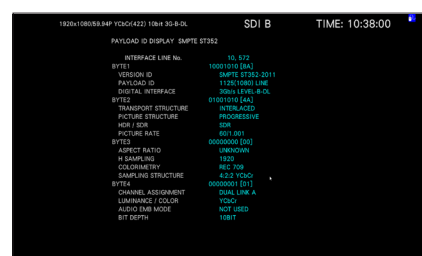 1920x1080/59.94P YCbCr(422) 10bit 3G-B-DL SDI B TIME: 10:38:00
PAYLOAD ID DISPLAY SMPTE ST352
INTERFACE LINE No. 10, 572
BYTE1 10001010 [8A]
VERSION ID SMPTE ST352-2011
PAYLOAD ID 1125(1080) LINE
DIGITAL INTERFACE 3Gb/s LEVEL-B-DL
BYTE2 01001010 [4A]
TRANSPORT STRUCTURE INTERLACED
PICTURE STRUCTURE PROGRESSIVE
HDR / SDR SDR
PICTURE RATE 60/1.001
BYTE3 00000000 [00]
ASPECT RATIO UNKNOWN
H SAMPLING 1920
COLORIMETRY REC 709
SAMPLING STRUCTURE 4:2:2 YCbCr
BYTE4 00000001 [01]
CHANNEL ASSIGNMENT DUAL LINK A
LUMINANCE / COLOR YCbCr
AUDIO EMB MODE NOT USED
BIT DEPTH 10BIT